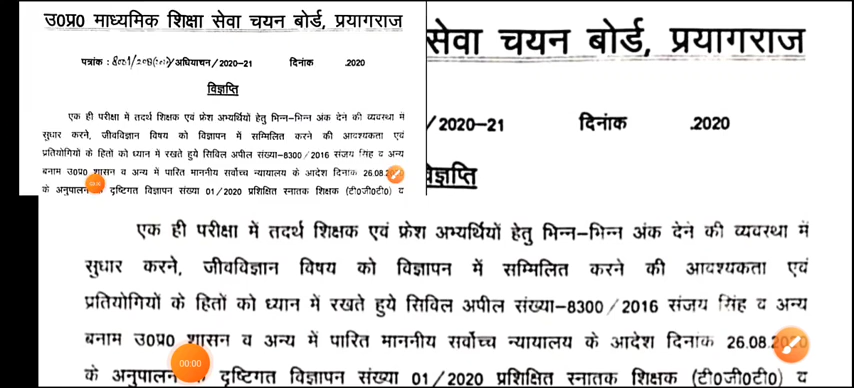 उ0प्र0 माध्यमिक शिक्षा सेवा चयन बोर्ड, प्रयागराज
पत्रांक : /अधियाचन/2020-21 दिनांक .2020
विज्ञप्ति
एक ही परीक्षा में तदर्थ शिक्षक एवं फ्रेश अभ्यर्थियों हेतु भिन्न-भिन्न अंक देने की व्यवस्था में
सुधार करने, जीवविज्ञान विषय को विज्ञापन में सम्मिलित करने की आवश्यकता एवं
प्रतियोगियों के हितों को ध्यान में रखते हुये सिविल अपील संख्या-8300/2016 संजय सिंह व अन्य
बनाम उ0प्र0 शासन व अन्य में पारित माननीय सर्वोच्च न्यायालय के आदेश दिनांक 26.08.2
के अनुपालन दृष्टिगत विज्ञापन संख्या 01/2020 प्रशिक्षित स्नातक शिक्षक (टी0जी0टी0) व
सेवा चयन बोर्ड, प्रयागराज
/2020-21 दिनांक .2020
विज्ञप्ति
एक ही परीक्षा में तदर्थ शिक्षक एवं फ्रेश अभ्यर्थियों हेतु भिन्न-भिन्न अंक देने की व्यवस्था में
सुधार करने, जीवविज्ञान विषय को विज्ञापन में सम्मिलित करने की आवश्यकता एवं
प्रतियोगियों के हितों को ध्यान में रखते हुये सिविल अपील संख्या-8300/2016 संजय सिंह व अन्य
बनाम उ0प्र0 शासन व अन्य में पारित माननीय सर्वोच्च न्यायालय के आदेश दिनांक 26.08.2020
00:00
के अनुपालन दृष्टिगत विज्ञापन संख्या 01/2020 प्रशिक्षित स्नातक शिक्षक (टी0जी0टी0) व